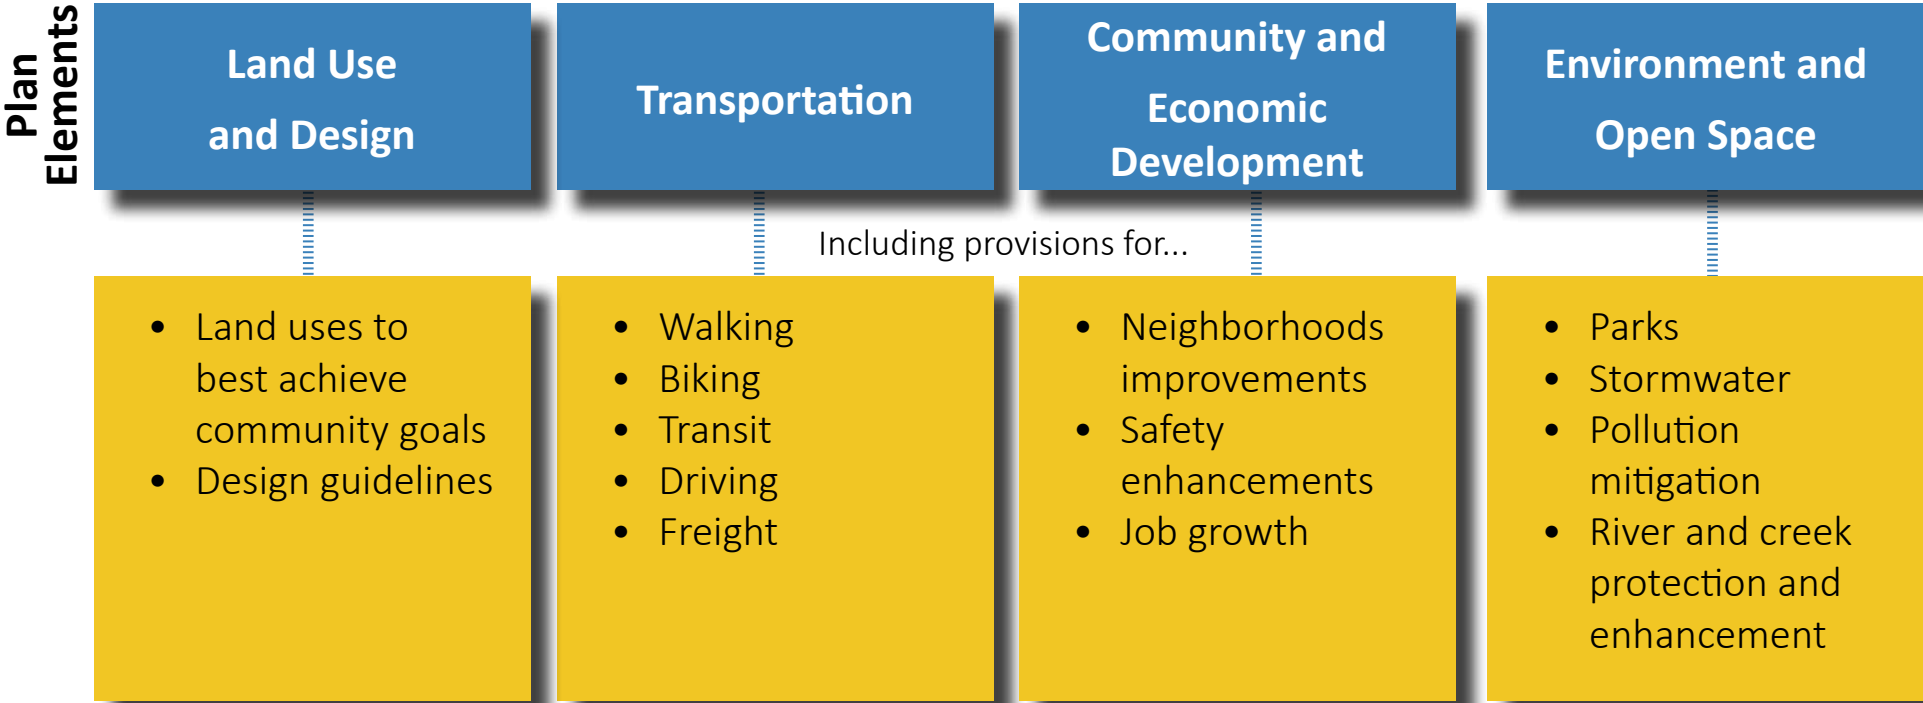 Plan
Elements
Land Use
and Design
Transportation
Community and
Economic
Development
Environment and
Open Space
Including provisions for...
• Land uses to
best achieve
community goals
• Design guidelines
• Walking
• Biking
• Transit
• Driving
• Freight
• Neighborhoods
improvements
• Safety
enhancements
• Job growth
• Parks
• Stormwater
• Pollution
mitigation
• River and creek
protection and
enhancement